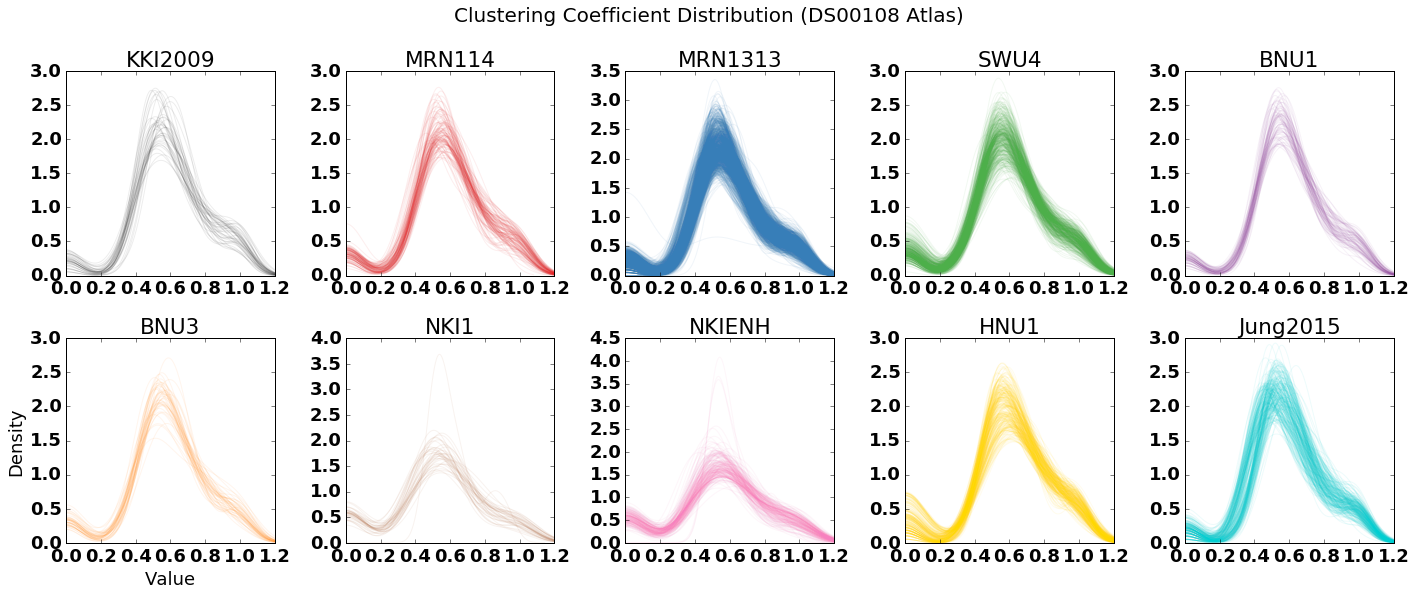 Clustering Coefficient Distribution (DS00108 Atlas)
KKI2009 MRN114 MRN1313 SWU4 BNU1
3.0 3.0 3.5 3.0 3.0
2.5 2.5 3.0 2.5 2.5
2.0 2.0 2.5 2.0 2.0
1.5 1.5 2.0 1.5 1.5
1.0 1.0 1.5 1.0 1.0
0.5 0.5 1.0 0.5 0.5
0.0 0.0 0.5 0.0 0.0
0.0
0.0 0.2 0.4 0.6 0.8 1.0 1.2 0.0 0.2 0.4 0.6 0.8 1.0 1.2 0.0 0.2 0.4 0.6 0.8 1.0 1.2 0.0 0.2 0.4 0.6 0.8 1.0 1.2 0.0 0.2 0.4 0.6 0.8 1.0 1.2
BNU3 NKI1 NKIENH HNU1 Jung2015
3.0 4.0 4.5 3.0 3.0
2.5 3.5 4.0 2.5 2.5
2.0 3.0 3.5 2.0 2.0
1.5 2.5 3.0 1.5 1.5
1.0 2.0 2.5 1.0 1.0
0.5 1.5 2.0 0.5 0.5
0.0 1.0 1.5 0.0 0.0
0.5 1.0
0.0 0.5
0.0
0.0 0.2 0.4 0.6 0.8 1.0 1.2 0.0 0.2 0.4 0.6 0.8 1.0 1.2 0.0 0.2 0.4 0.6 0.8 1.0 1.2 0.0 0.2 0.4 0.6 0.8 1.0 1.2 0.0 0.2 0.4 0.6 0.8 1.0 1.2
Density
Value